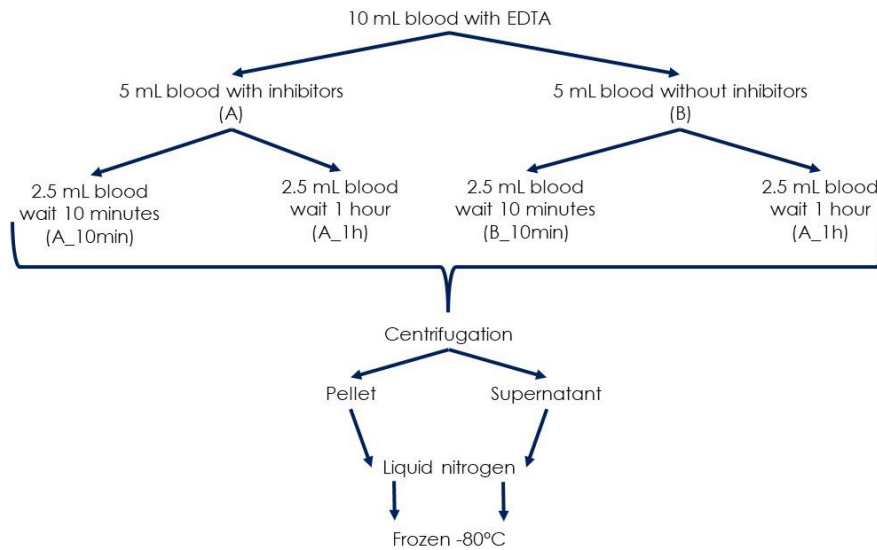 10 mL blood with EDTA
5 mL blood with inhibitors
(A)
5 mL blood without inhibitors
(B)
2.5 mL blood
wait 10 minutes
(A_10min)
2.5 mL blood
wait 1 hour
(A_1h)
2.5 mL blood
wait 10 minutes
(B_10min)
2.5 mL blood
wait 1 hour
(A_1h)
Centrifugation
Pellet
Supernatant
Liquid nitrogen
Frozen -80°C